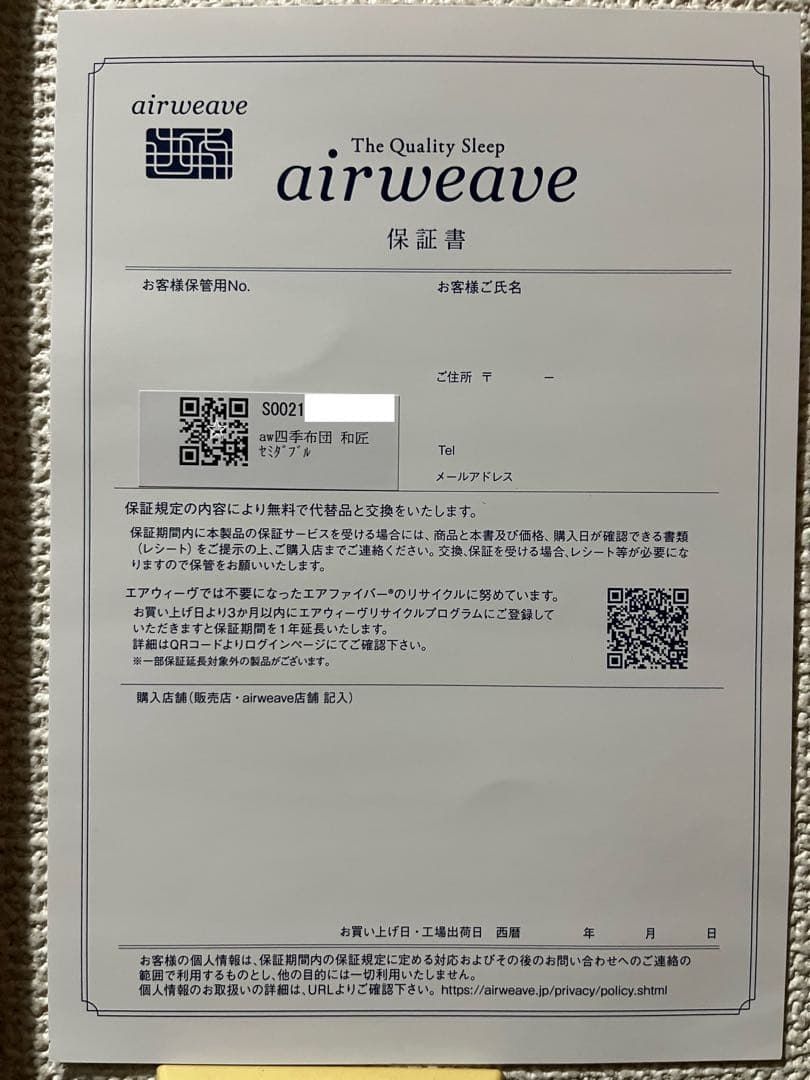 airweave
The Quality Sleep
airweave
保証書
お客様保管用No.
お客様ご氏名
ご住所 〒 －
S0021
aw四季布団 和匠
ｾﾐﾀﾞﾌﾞﾙ
Tel
メールアドレス
保証規定の内容により無料で代替品と交換をいたします。
保証期間内に本製品の保証サービスを受ける場合には、商品と本書及び価格、購入日が確認できる書類
（レシート）をご提示の上、ご購入店までご連絡ください。交換、保証を受ける場合、レシート等が必要にな
りますので保管をお願いいたします。
エアウィーヴでは不要になったエアファイバー®のリサイクルに努めています。
お買い上げ日より3か月以内にエアウィーヴリサイクルプログラムにご登録して
いただきますと保証期間を1年延長いたします。
詳細はQRコードよりログインページにてご確認下さい。
※一部保証延長対象外の製品がございます。
購入店舗（販売店・airweave店舗 記入）
お買い上げ日・工場出荷日 西暦 年 月 日
お客様の個人情報は、保証期間内の保証規定に定める対応およびその後のお問い合わせへのご連絡の
範囲で利用するものとし、他の目的には一切利用いたしません。
個人情報のお取扱いの詳細は、URLよりご確認下さい。https://airweave.jp/privacy/policy.shtml